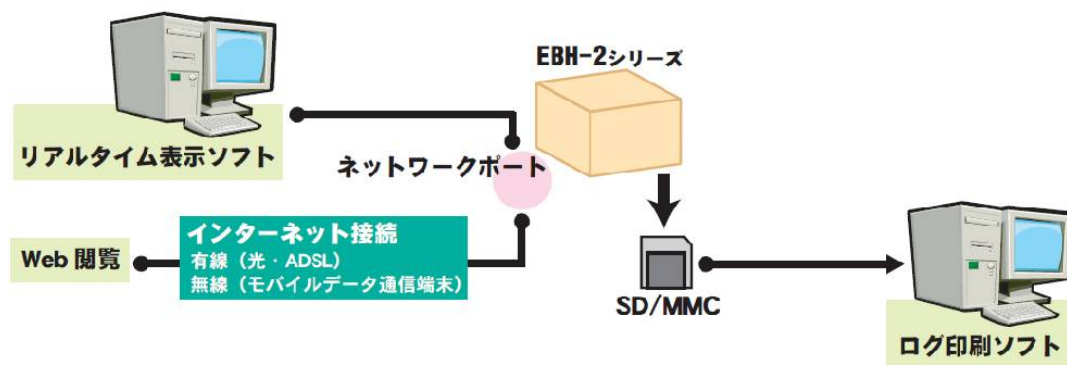 EBH-2シリーズ
リアルタイム表示ソフト
ネットワークポート
Web 閲覧
インターネット接続
有線（光・ADSL）
無線（モバイルデータ通信端末）
SD/MMC
ログ印刷ソフト